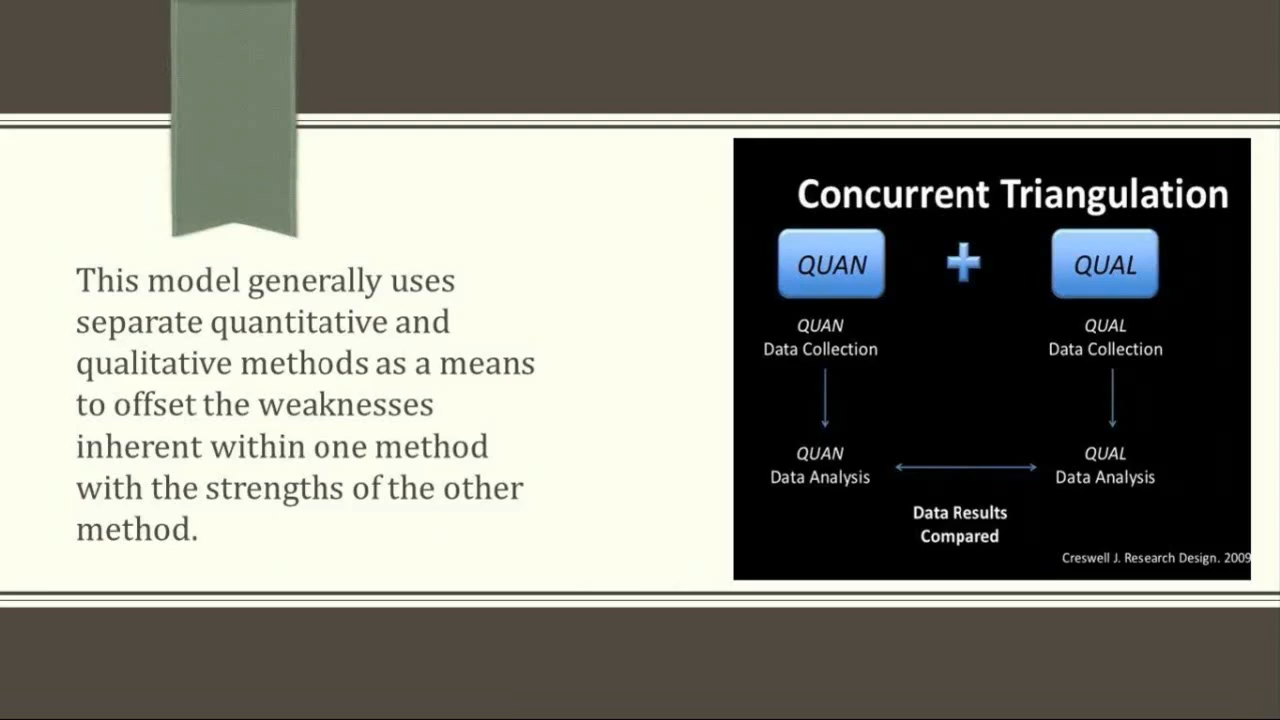 This model generally uses
separate quantitative and
qualitative methods as a means
to offset the weaknesses
inherent within one method
with the strengths of the other
method.
Concurrent Triangulation
QUAN
QUAL
QUAN
Data Collection
QUAL
Data Collection
QUAN
Data Analysis
QUAL
Data Analysis
Data Results
Compared
Creswell J. Research Design. 2009